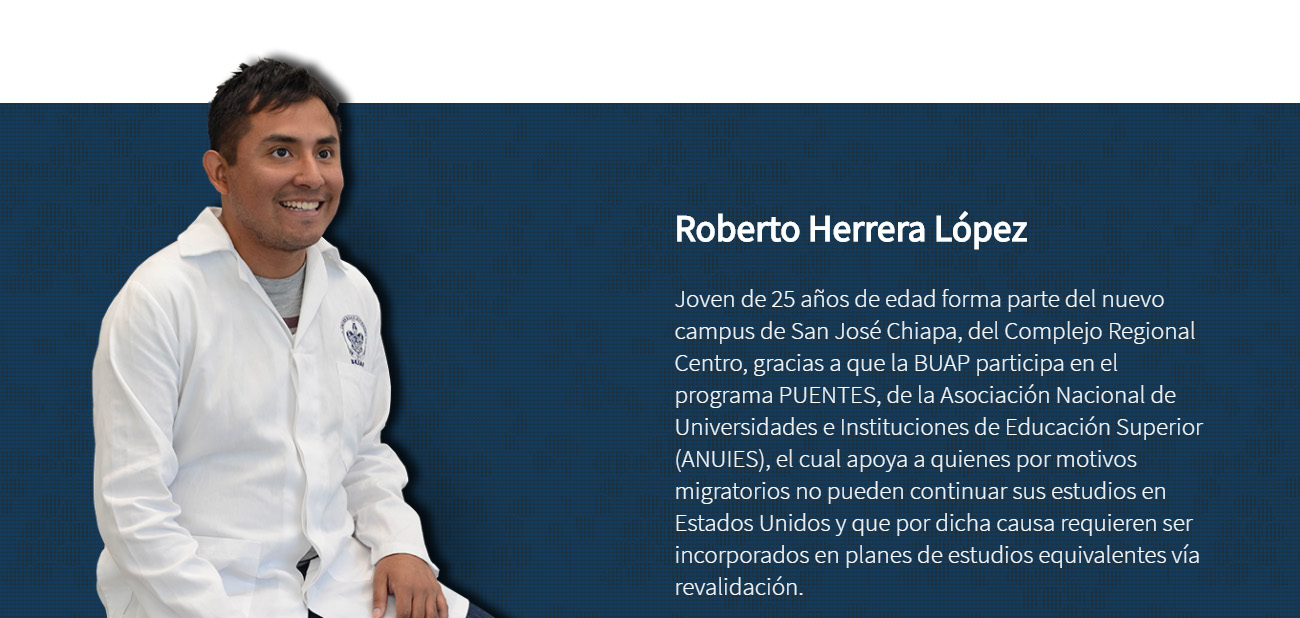 Roberto Herrera López
Joven de 25 años de edad forma parte del nuevo
campus de San José Chiapa, del Complejo Regional
Centro, gracias a que la BUAP participa en el
programa PUENTES, de la Asociación Nacional de
Universidades e Instituciones de Educación Superior
(ANUIES), el cual apoya a quienes por motivos
migratorios no pueden continuar sus estudios en
Estados Unidos y que por dicha causa requieren ser
incorporados en planes de estudios equivalentes vía
revalidación.